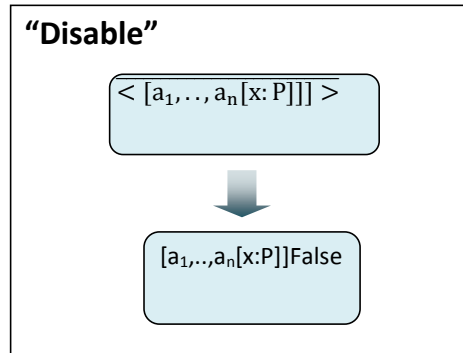 “Disable”
< [a₁,..,aₙ[x:P]]] >
[a₁,..,aₙ[x:P]]False